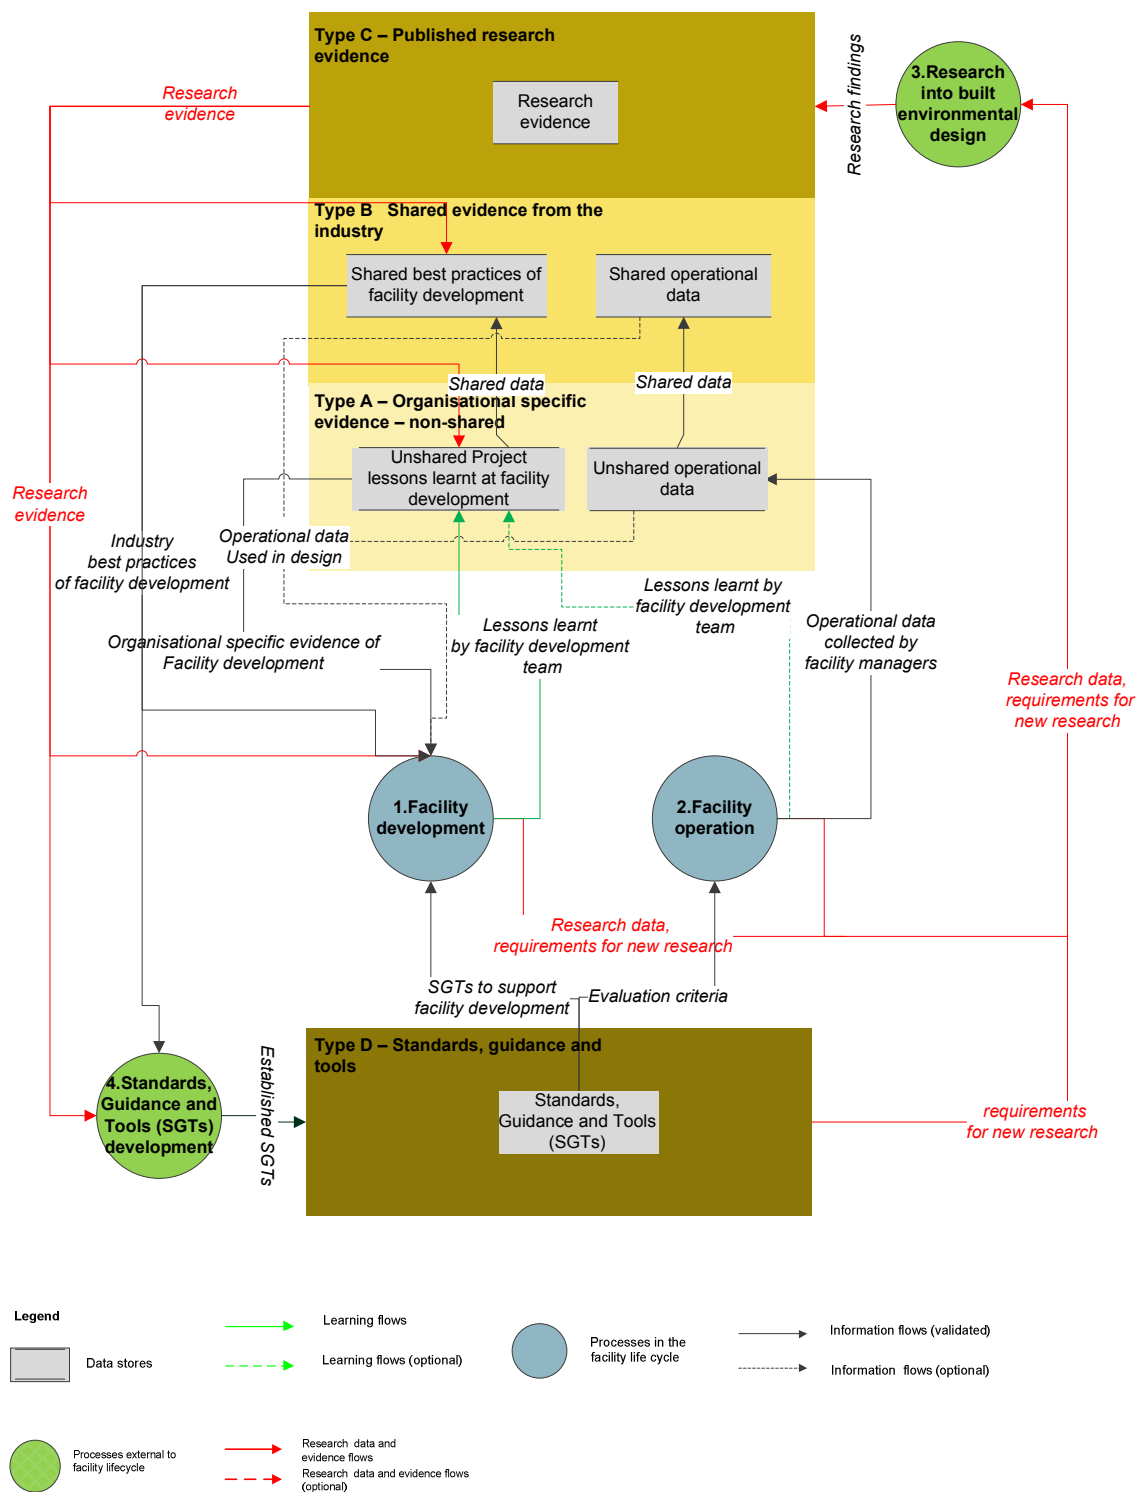 Type C – Published research
evidence
Research
evidence
Research findings
3.Research
into built
environmental
design
Research
evidence
Type B   Shared evidence from the
industry
Shared best practices of
facility development
Shared operational
data
Shared data
Shared data
Type A – Organisational specific
evidence – non-shared
Unshared Project
lessons learnt at facility
development
Unshared operational
data
Research
evidence
Industry
best practices
of facility development
Operational data
Used in design
Organisational specific evidence of
Facility development
Lessons learnt
by facility development
team
Lessons learnt by
facility development
team
Operational data
collected by
facility managers
Research data,
requirements for
new research
1.Facility
development
2.Facility
operation
Research data,
requirements for new research
SGTs to support
facility development
Evaluation criteria
Type D – Standards, guidance and
tools
Standards,
Guidance and Tools
(SGTs)
4.Standards,
Guidance and
Tools (SGTs)
development
Established SGTs
requirements
for new research
Legend
Data stores
Learning flows
Learning flows (optional)
Processes in the
facility life cycle
Information flows (validated)
Information  flows (optional)
Processes external to
facility lifecycle
Research  data and
evidence flows
Research  data and evidence flows
(optional)